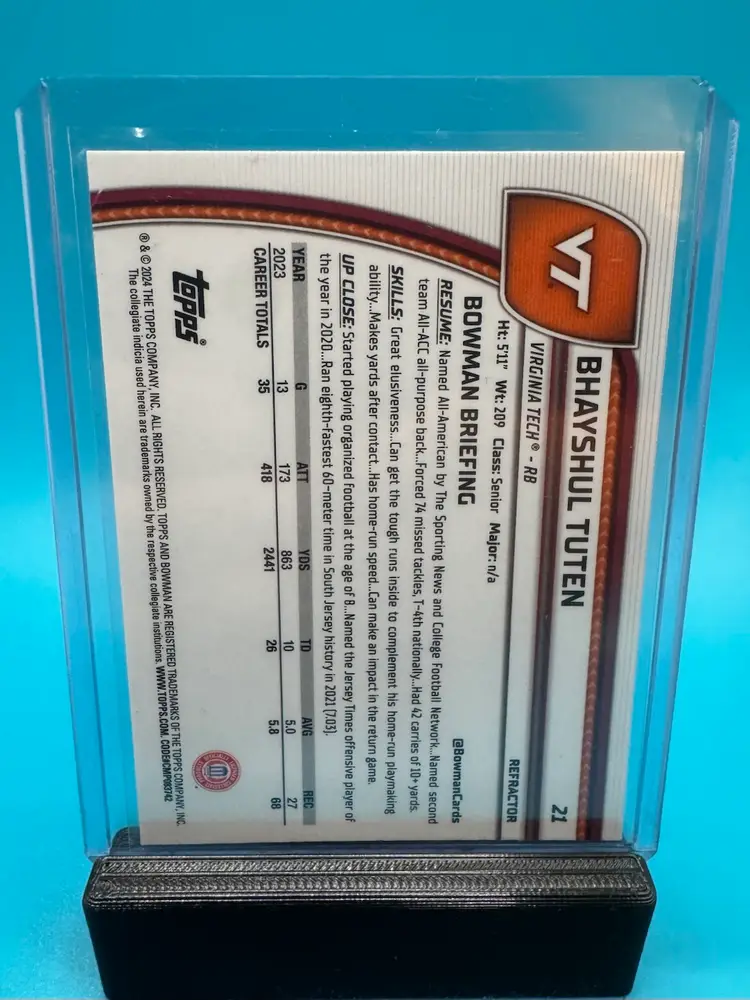 VT
BHAYSHUL TUTEN
21
VIRGINIA TECH® - RB
REFRACTOR
Ht: 5'11" Wt: 209 Class: Senior Major: n/a
BOWMAN BRIEFING
@BowmanCards
RESUME: Named All-American by The Sporting News and College Football Network...Named second
team All-ACC all-purpose back...Forced 74 missed tackles, T-4th nationally...Had 42 carries of 10+ yards.
SKILLS: Great elusiveness...Can get the tough runs inside to complement his home-run playmaking
ability...Makes yards after contact...Has home-run speed...Can make an impact in the return game.
UP CLOSE: Started playing organized football at the age of 8...Named the Jersey Times offensive player of
the year in 2020...Ran eighth-fastest 60-meter time in South Jersey history in 2021 (7.03).
YEAR G ATT YDS TD AVG REC
2023 13 173 863 10 5.0 27
CAREER TOTALS 35 418 2441 26 5.8 68
topps®
® & © 2024 THE TOPPS COMPANY, INC. ALL RIGHTS RESERVED. TOPPS AND BOWMAN ARE REGISTERED TRADEMARKS OF THE TOPPS COMPANY, INC.
The collegiate indicia used herein are trademarks owned by the respective collegiate institutions. WWW.TOPPS.COM. CODE#CMP093742